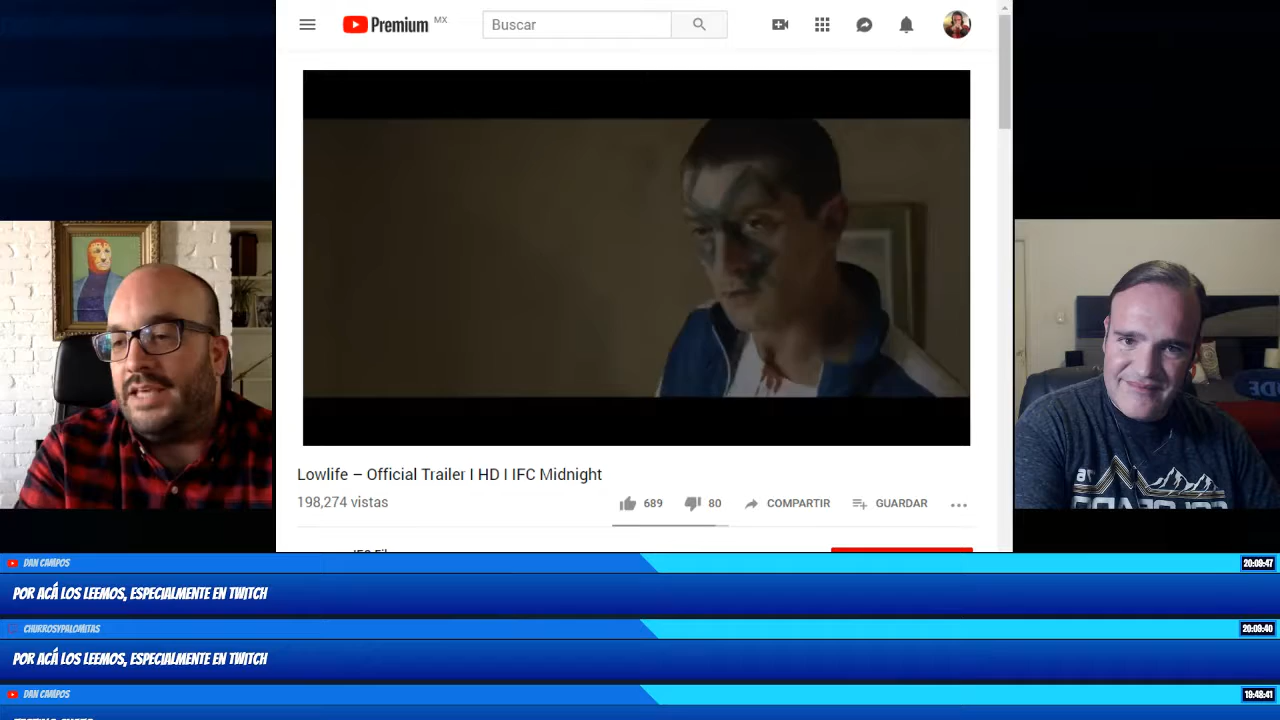 Premium MX
Buscar
Lowlife – Official Trailer I HD I IFC Midnight
198,274 vistas
689
80
COMPARTIR
GUARDAR
DAN CAMPOS
20:09:47
POR ACÁ LOS LEEMOS, ESPECIALMENTE EN TWITCH
CHURROSYPALOMITAS
20:09:40
POR ACÁ LOS LEEMOS, ESPECIALMENTE EN TWITCH
DAN CAMPOS
19:48:41